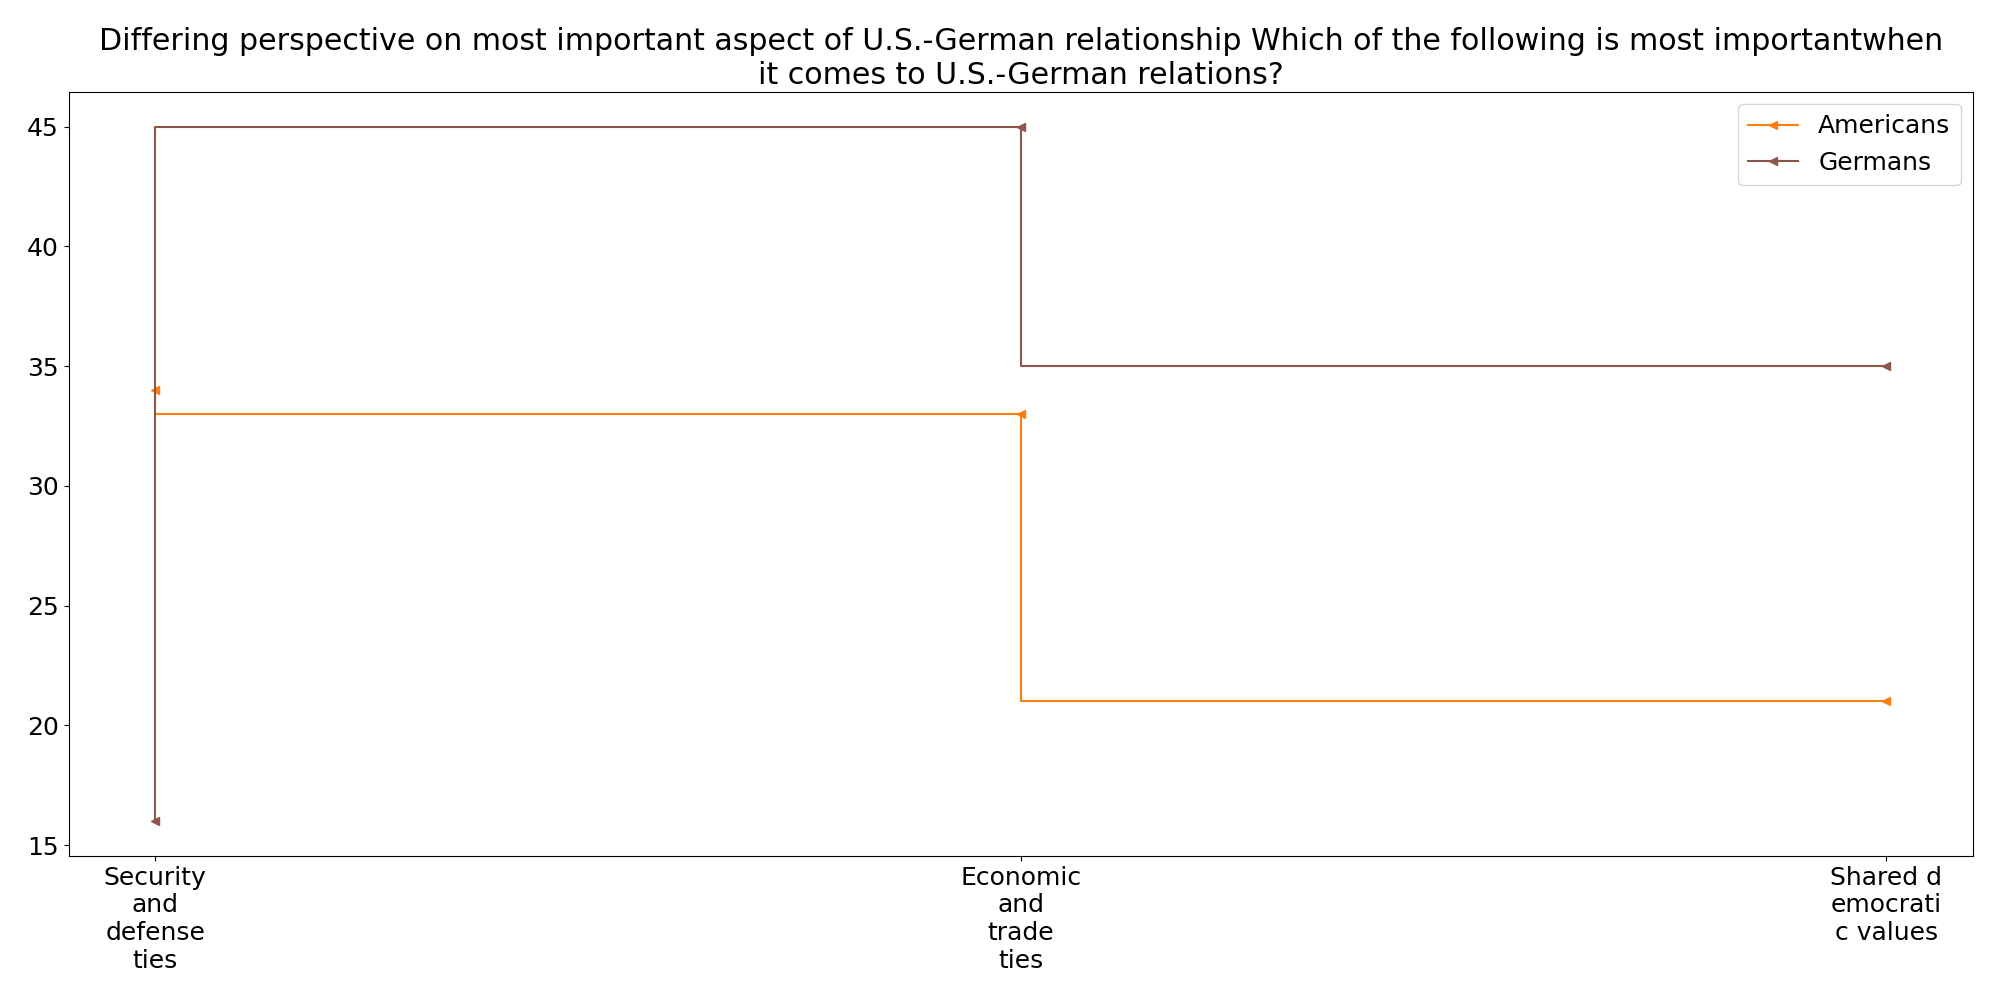 Differing perspective on most important aspect of U.S.-German relationship Which of the following is most importantwhen
it comes to U.S.-German relations?
Americans
Germans
45
40
35
30
25
20
15
Security
and
defense
ties
Economic
and
trade
ties
Shared d
emocrati
c values